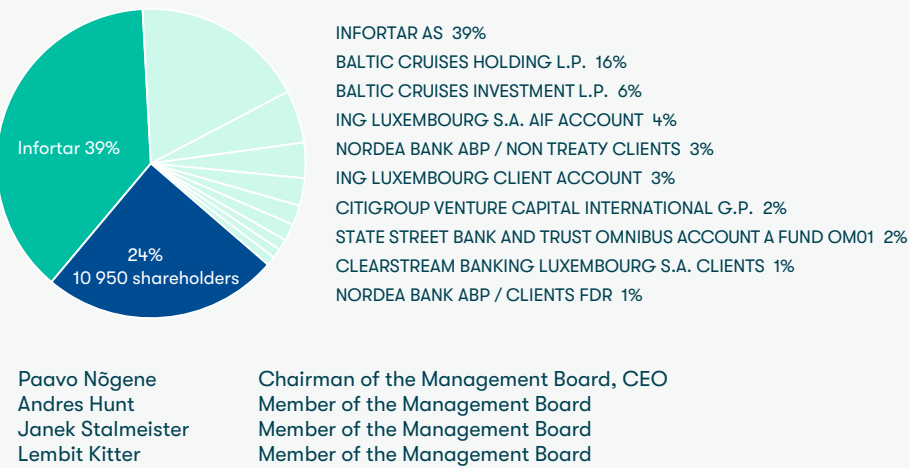 Infortar 39%
24%
10 950 shareholders
INFORTAR AS 39%
BALTIC CRUISES HOLDING L.P. 16%
BALTIC CRUISES INVESTMENT L.P. 6%
ING LUXEMBOURG S.A. AIF ACCOUNT 4%
NORDEA BANK ABP / NON TREATY CLIENTS 3%
ING LUXEMBOURG CLIENT ACCOUNT 3%
CITIGROUP VENTURE CAPITAL INTERNATIONAL G.P. 2%
STATE STREET BANK AND TRUST OMNIBUS ACCOUNT A FUND OM01 2%
CLEARSTREAM BANKING LUXEMBOURG S.A. CLIENTS 1%
NORDEA BANK ABP / CLIENTS FDR 1%
Paavo Nõgene Chairman of the Management Board, CEO
Andres Hunt Member of the Management Board
Janek Stalmeister Member of the Management Board
Lembit Kitter Member of the Management Board